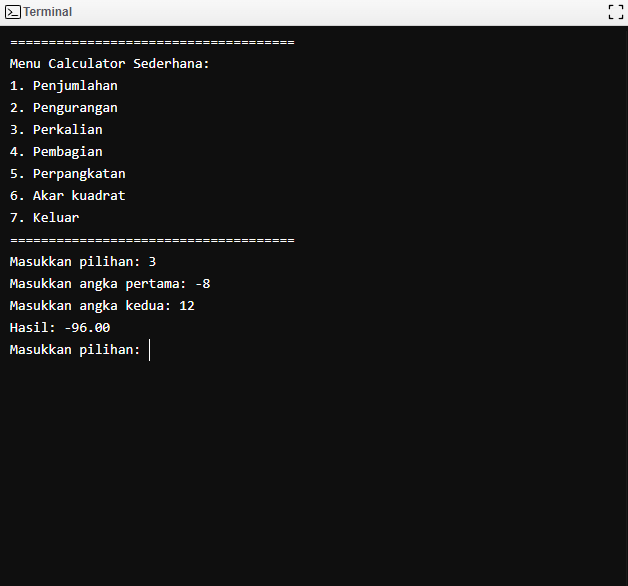 Terminal
=====================================
Menu Calculator Sederhana:
1. Penjumlahan
2. Pengurangan
3. Perkalian
4. Pembagian
5. Perpangkatan
6. Akar kuadrat
7. Keluar
=====================================
Masukkan pilihan: 3
Masukkan angka pertama: -8
Masukkan angka kedua: 12
Hasil: -96.00
Masukkan pilihan: